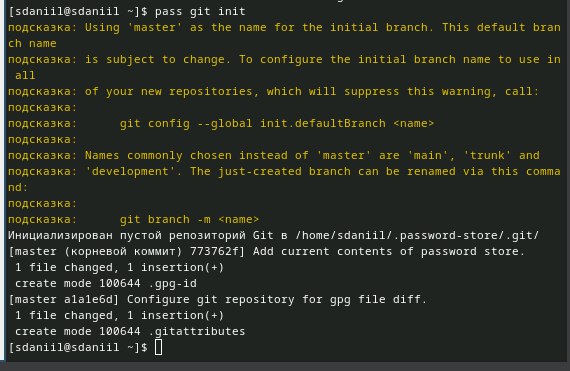 [sdaniil@sdaniil ~]$ pass git init
подсказка: Using 'master' as the name for the initial branch. This default bran
ch name
подсказка: is subject to change. To configure the initial branch name to use in
 all
подсказка: of your new repositories, which will suppress this warning, call:
подсказка:
подсказка:      git config --global init.defaultBranch <name>
подсказка:
подсказка: Names commonly chosen instead of 'master' are 'main', 'trunk' and
подсказка: 'development'. The just-created branch can be renamed via this comma
nd:
подсказка:
подсказка:      git branch -m <name>
Инициализирован пустой репозиторий Git в /home/sdaniil/.password-store/.git/
[master (корневой коммит) 773762f] Add current contents of password store.
 1 file changed, 1 insertion(+)
 create mode 100644 .gpg-id
[master a1a1e6d] Configure git repository for gpg file diff.
 1 file changed, 1 insertion(+)
 create mode 100644 .gitattributes
[sdaniil@sdaniil ~]$